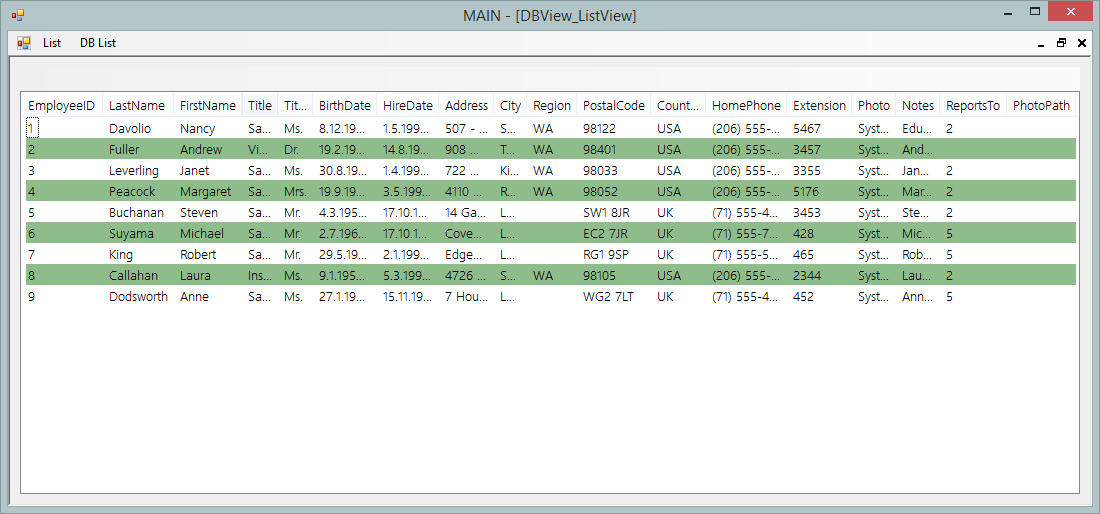 MAIN - [DBView_ListView]
List DB List
EmployeeID LastName FirstName Title Tit... BirthDate HireDate Address City Region PostalCode Count... HomePhone Extension Photo Notes ReportsTo PhotoPath
1 Davolio Nancy Sa... Ms. 8.12.19... 1.5.199... 507 - ... S... WA 98122 USA (206) 555-... 5467 Syst... Edu... 2
2 Fuller Andrew Vi... Dr. 19.2.19... 14.8.19... 908 ... T... WA 98401 USA (206) 555-... 3457 Syst... And...
3 Leverling Janet Sa... Ms. 30.8.19... 1.4.199... 722 ... Ki... WA 98033 USA (206) 555-... 3355 Syst... Jan... 2
4 Peacock Margaret Sa... Mrs. 19.9.19... 3.5.199... 4110 ... R... WA 98052 USA (206) 555-... 5176 Syst... Mar... 2
5 Buchanan Steven Sa... Mr. 4.3.195... 17.10.1... 14 Ga... L... SW1 8JR UK (71) 555-4... 3453 Syst... Ste... 2
6 Suyama Michael Sa... Mr. 2.7.196... 17.10.1... Cove... L... EC2 7JR UK (71) 555-7... 428 Syst... Mic... 5
7 King Robert Sa... Mr. 29.5.19... 2.1.199... Edge... L... RG1 9SP UK (71) 555-5... 465 Syst... Rob... 5
8 Callahan Laura Ins... Ms. 9.1.195... 5.3.199... 4726 ... S... WA 98105 USA (206) 555-... 2344 Syst... Lau... 2
9 Dodsworth Anne Sa... Ms. 27.1.19... 15.11.19... 7 Hou... L... WG2 7LT UK (71) 555-4... 452 Syst... Ann... 5